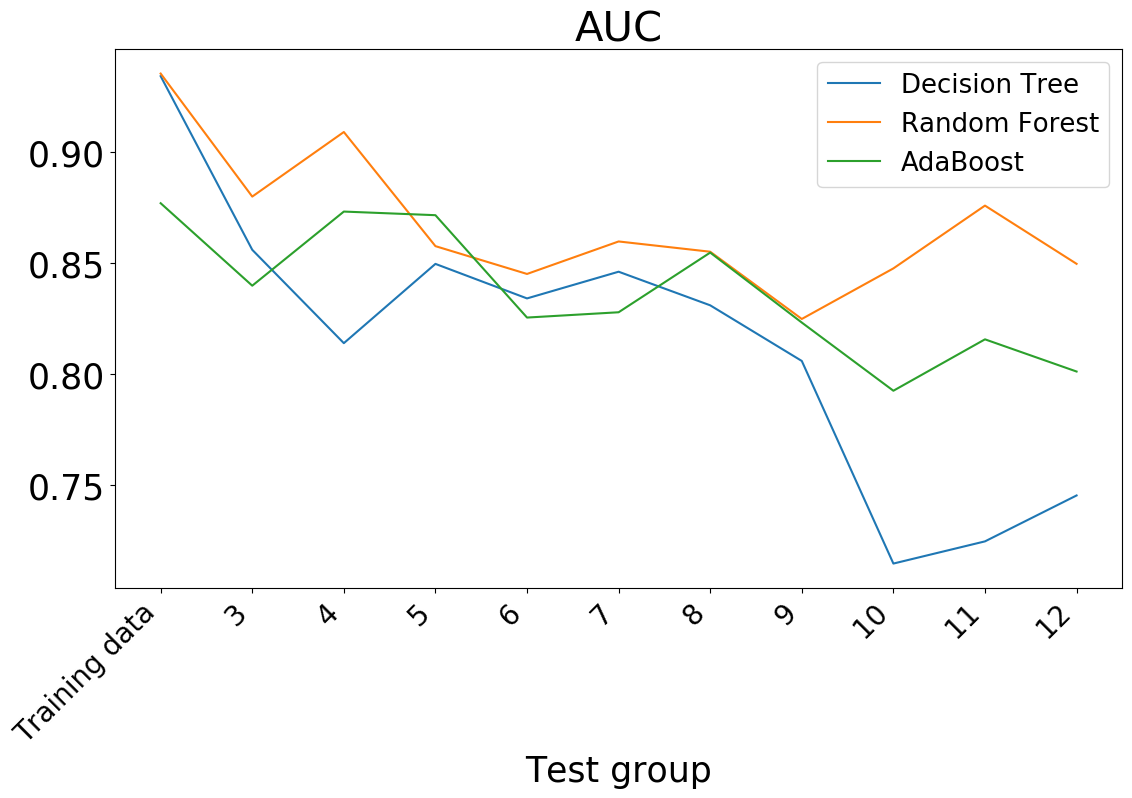 AUC
Decision Tree
Random Forest
AdaBoost
0.90
0.85
0.80
0.75
Training data
3
4
5
6
7
8
9
10
11
12
Test group